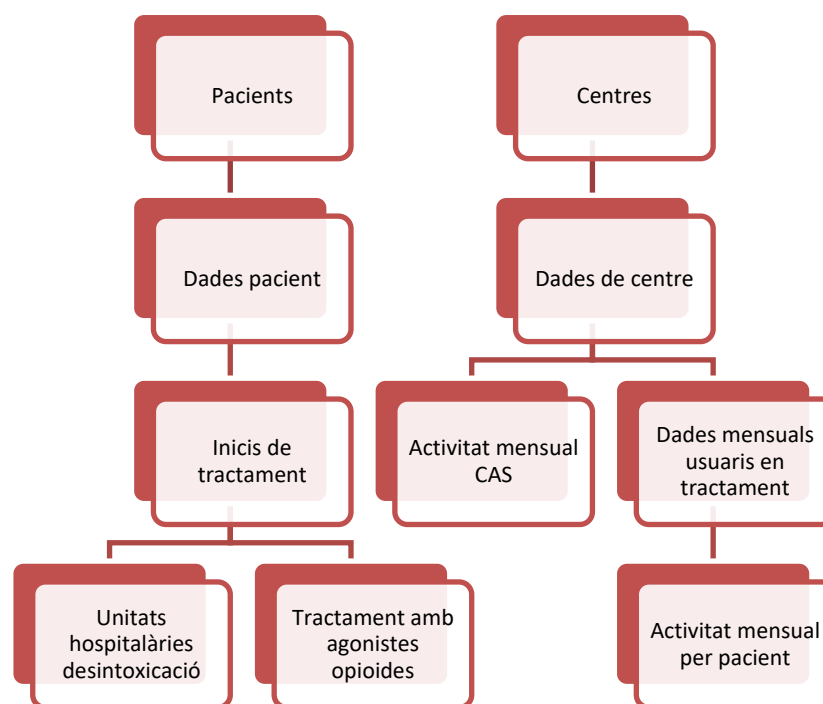 Pacients
Centres
Dades pacient
Dades de centre
Inicis de
tractament
Activitat mensual
CAS
Dades mensuals
usuaris en
tractament
Unitats
hospitalàries
desintoxicació
Tractament amb
agonistes
opioides
Activitat mensual
per pacient